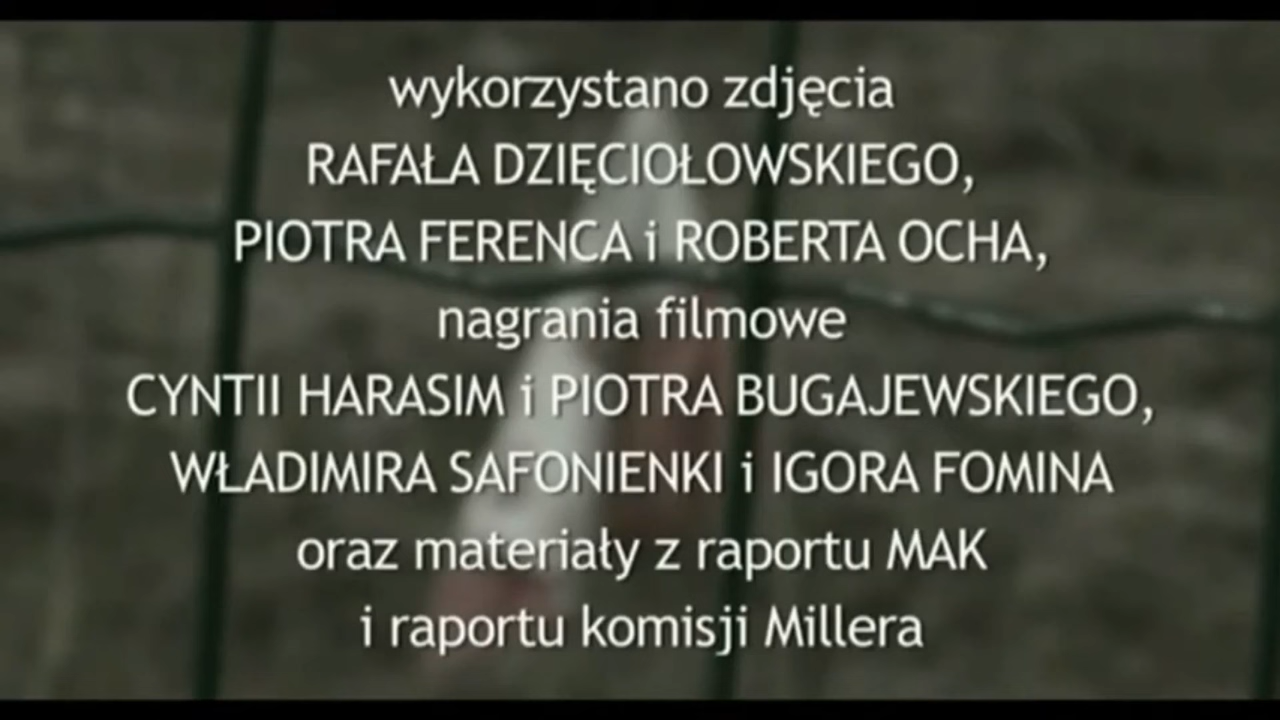 wykorzystano zdjęcia
RAFAŁA DZIĘCIOŁOWSKIEGO,
PIOTRA FERENCA i ROBERTA OCHA,
nagrania filmowe
CYNTII HARASIM i PIOTRA BUGAJEWSKIEGO,
WŁADIMIRA SAFONIENKI i IGORA FOMINA
oraz materiały z raportu MAK
i raportu komisji Millera